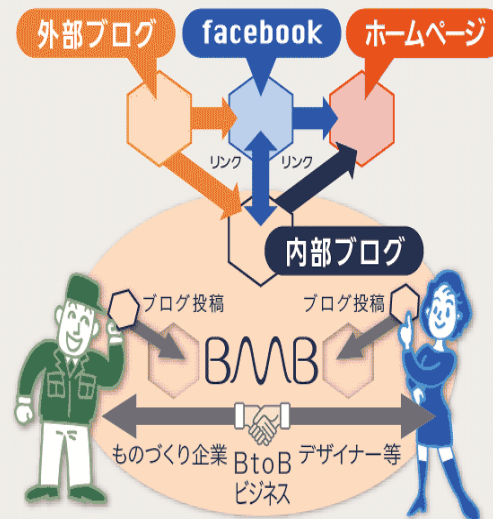 外部ブログ
facebook
ホームページ
リンク
リンク
内部ブログ
ブログ投稿
ブログ投稿
BMB
ものづくり企業
BtoB
ビジネス
デザイナー等